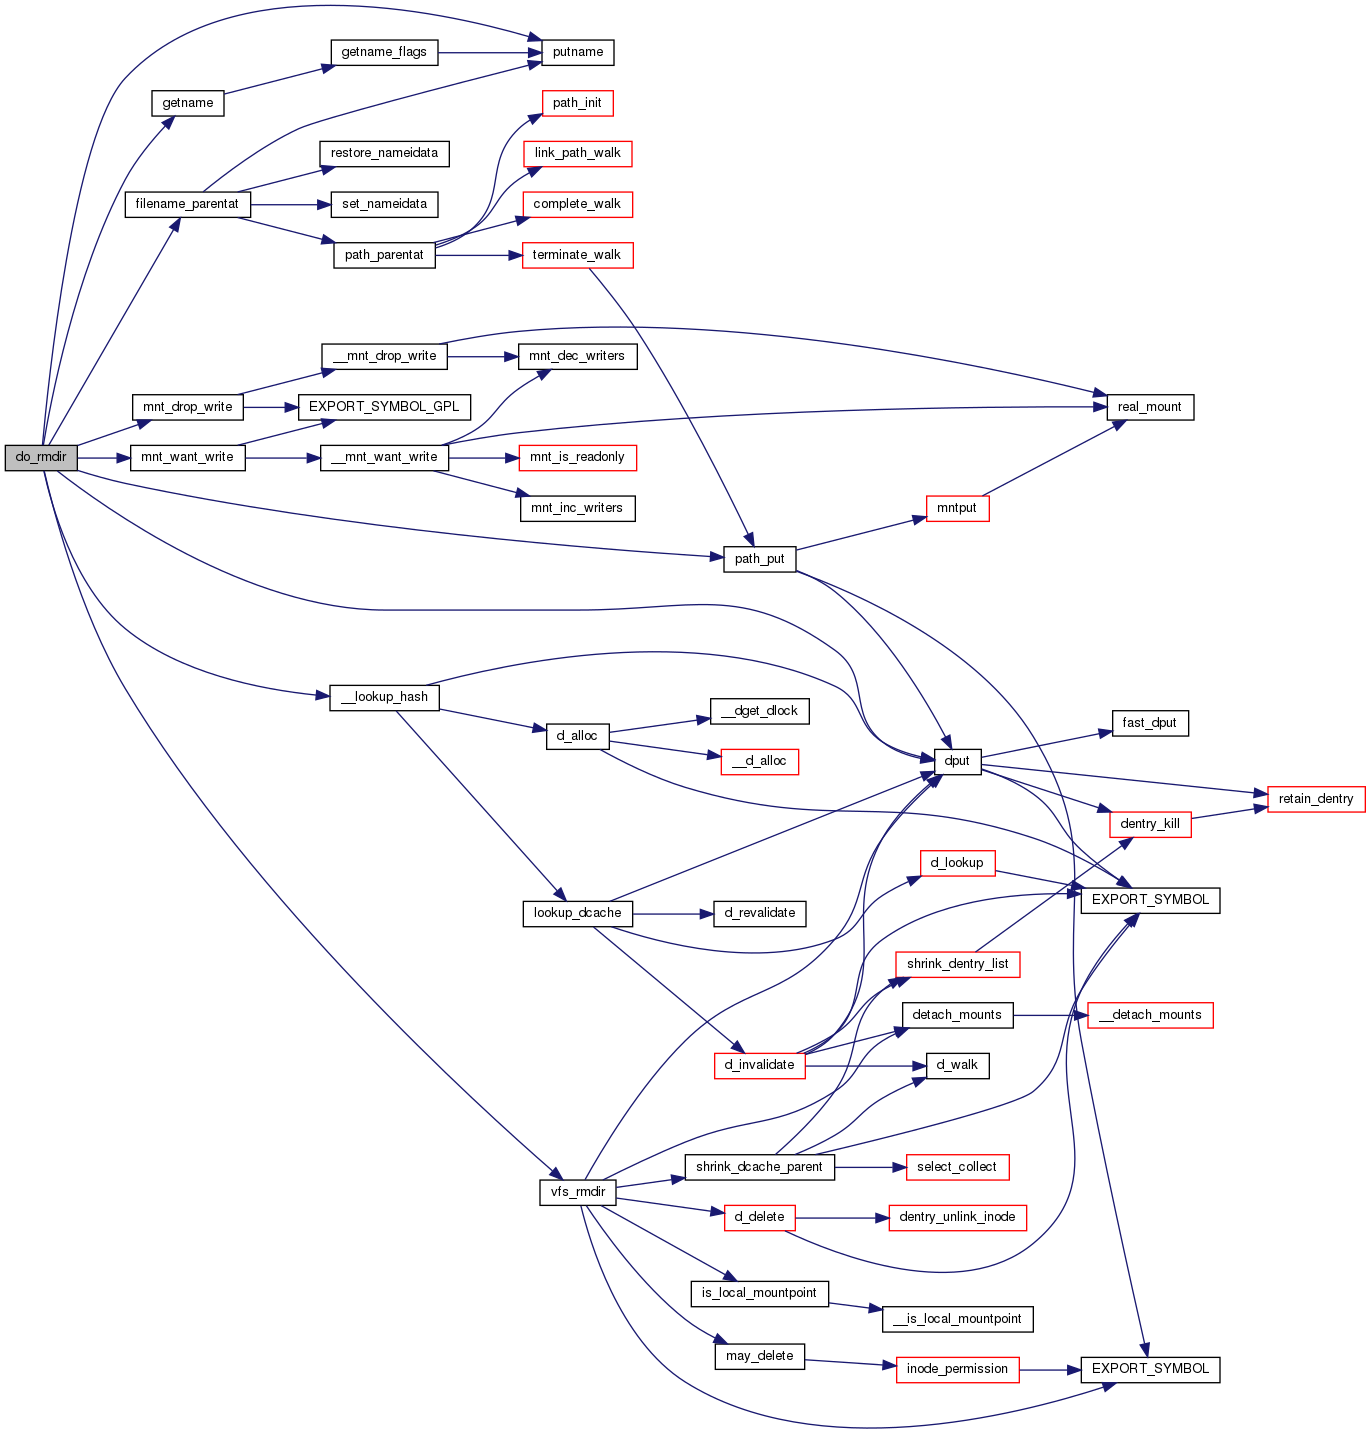 getname_flags
putname
getname
path_init
restore_nameidata
link_path_walk
filename_parentat
set_nameidata
complete_walk
path_parentat
terminate_walk
__mnt_drop_write
mnt_dec_writers
mnt_drop_write
EXPORT_SYMBOL_GPL
real_mount
do_rmdir
mnt_want_write
__mnt_want_write
mnt_is_readonly
mnt_inc_writers
mntput
path_put
__lookup_hash
__dget_dlock
fast_dput
d_alloc
__d_alloc
dput
retain_dentry
dentry_kill
d_lookup
EXPORT_SYMBOL
lookup_dcache
d_revalidate
shrink_dentry_list
detach_mounts
__detach_mounts
d_invalidate
d_walk
shrink_dcache_parent
select_collect
vfs_rmdir
d_delete
dentry_unlink_inode
is_local_mountpoint
__is_local_mountpoint
may_delete
inode_permission
EXPORT_SYMBOL